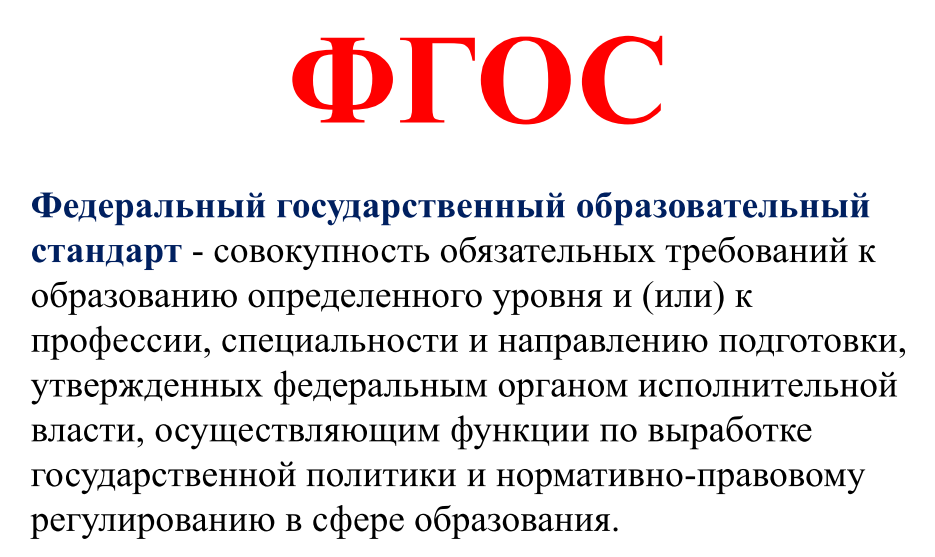 ФГОС
Федеральный государственный образовательный
стандарт - совокупность обязательных требований к
образованию определенного уровня и (или) к
профессии, специальности и направлению подготовки,
утвержденных федеральным органом исполнительной
власти, осуществляющим функции по выработке
государственной политики и нормативно-правовому
регулированию в сфере образования.